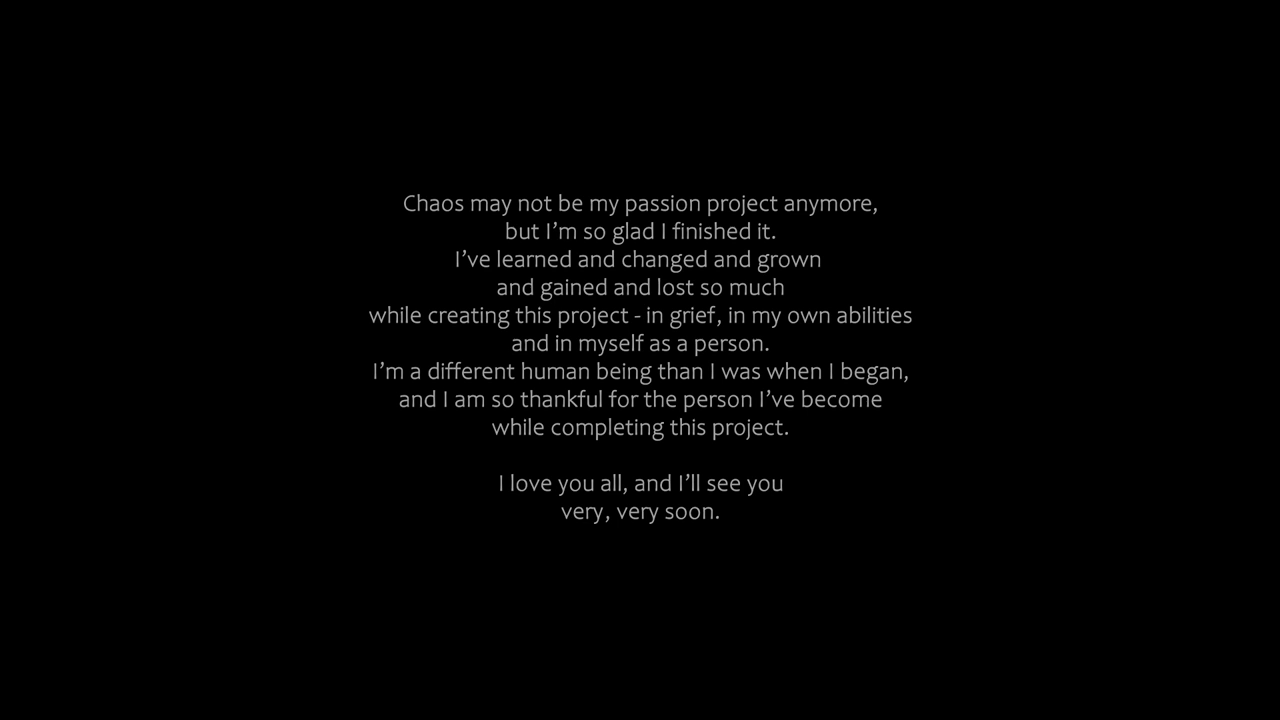 Chaos may not be my passion project anymore,
but I’m so glad I finished it.
I’ve learned and changed and grown
and gained and lost so much
while creating this project - in grief, in my own abilities
and in myself as a person.
I’m a different human being than I was when I began,
and I am so thankful for the person I’ve become
while completing this project.
I love you all, and I’ll see you
very, very soon.